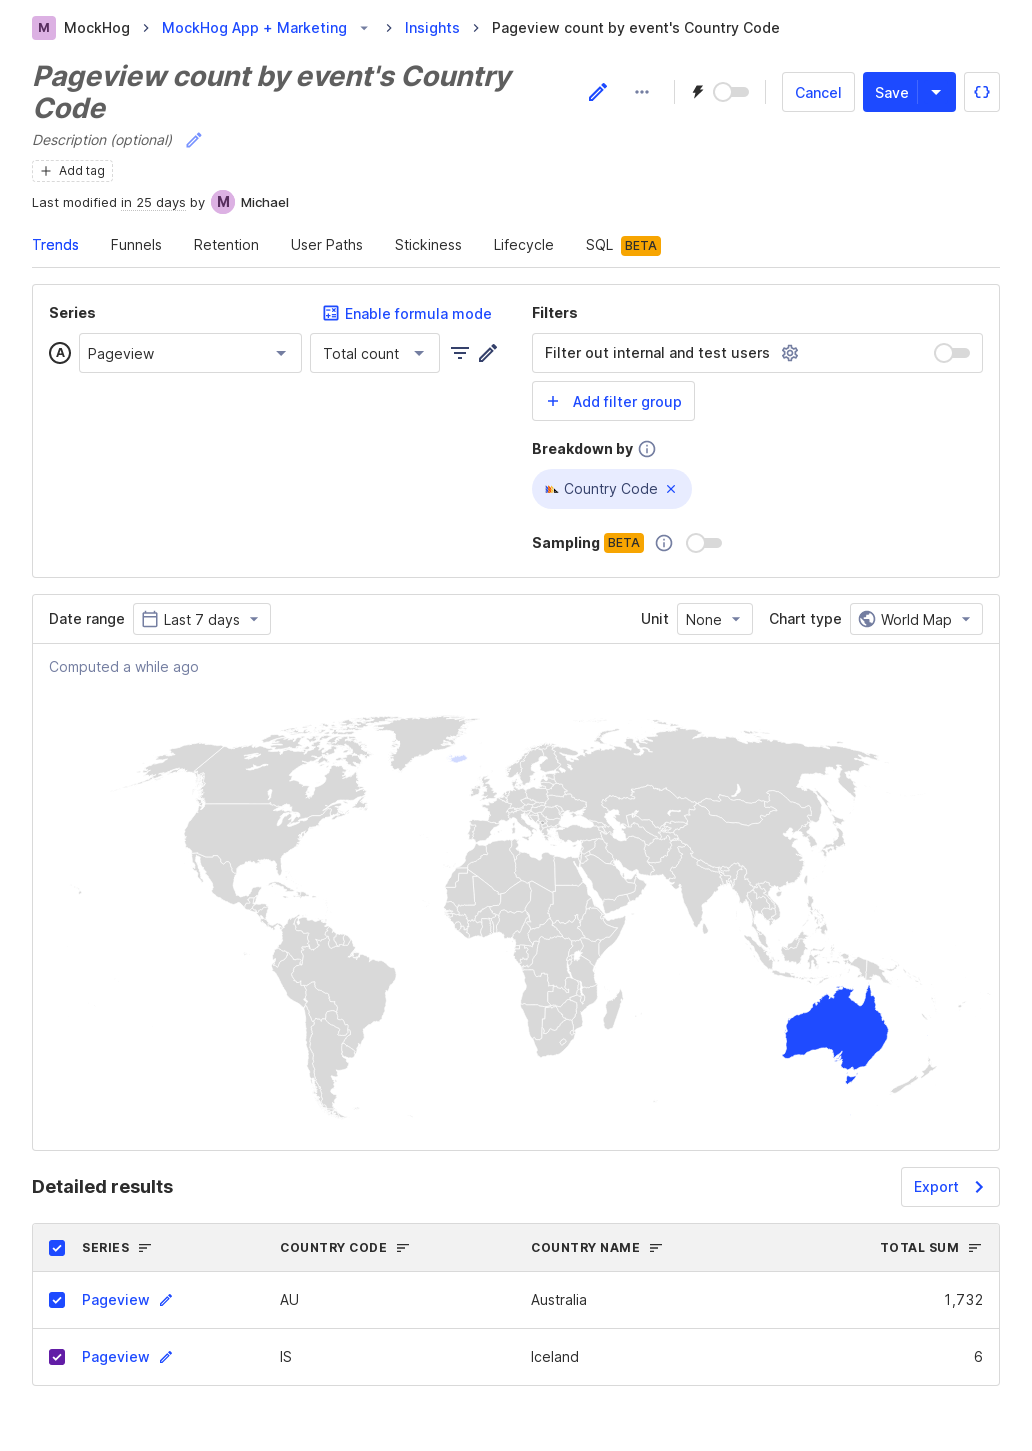 M MockHog MockHog App + Marketing Insights Pageview count by event's Country Code
Pageview count by event's Country
Code
Cancel Save
Description (optional)
Add tag
Last modified in 25 days by M Michael
Trends Funnels Retention User Paths Stickiness Lifecycle SQL BETA
Series Enable formula mode
A Pageview Total count
Filters
Filter out internal and test users
+ Add filter group
Breakdown by
Country Code
Sampling BETA
Date range Last 7 days Unit None Chart type World Map
Computed a while ago
Detailed results Export
SERIES COUNTRY CODE COUNTRY NAME TOTAL SUM
Pageview AU Australia 1,732
Pageview IS Iceland 6